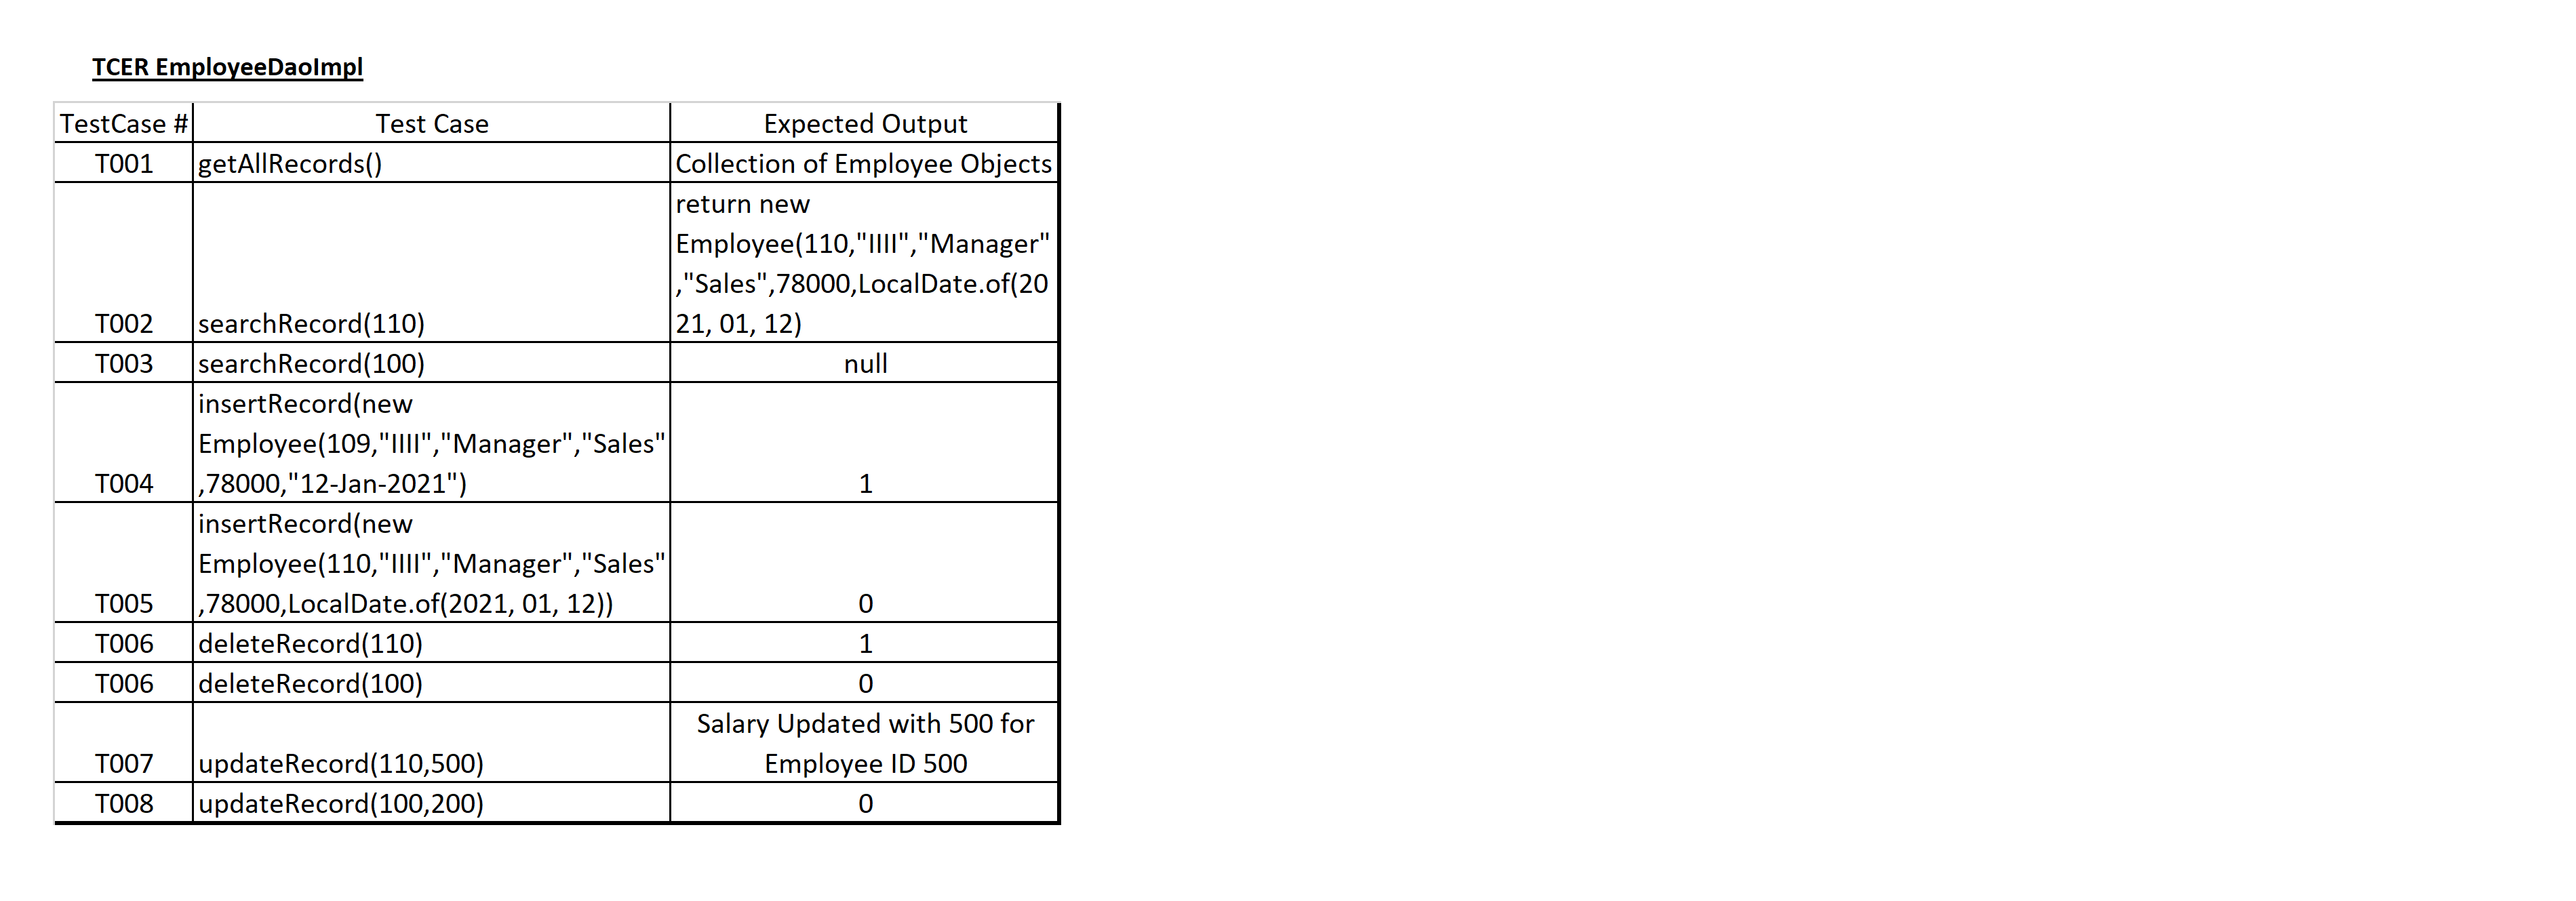 TCER EmployeeDaoImpl
TestCase # Test Case Expected Output
T001 getAllRecords() Collection of Employee Objects
return new
Employee(110,"IIII","Manager"
,"Sales",78000,LocalDate.of(20
T002 searchRecord(110) 21, 01, 12)
T003 searchRecord(100) null
insertRecord(new
Employee(109,"IIII","Manager","Sales"
T004 ,78000,"12-Jan-2021") 1
insertRecord(new
Employee(110,"IIII","Manager","Sales"
T005 ,78000,LocalDate.of(2021, 01, 12)) 0
T006 deleteRecord(110) 1
T006 deleteRecord(100) 0
Salary Updated with 500 for
T007 updateRecord(110,500) Employee ID 500
T008 updateRecord(100,200) 0